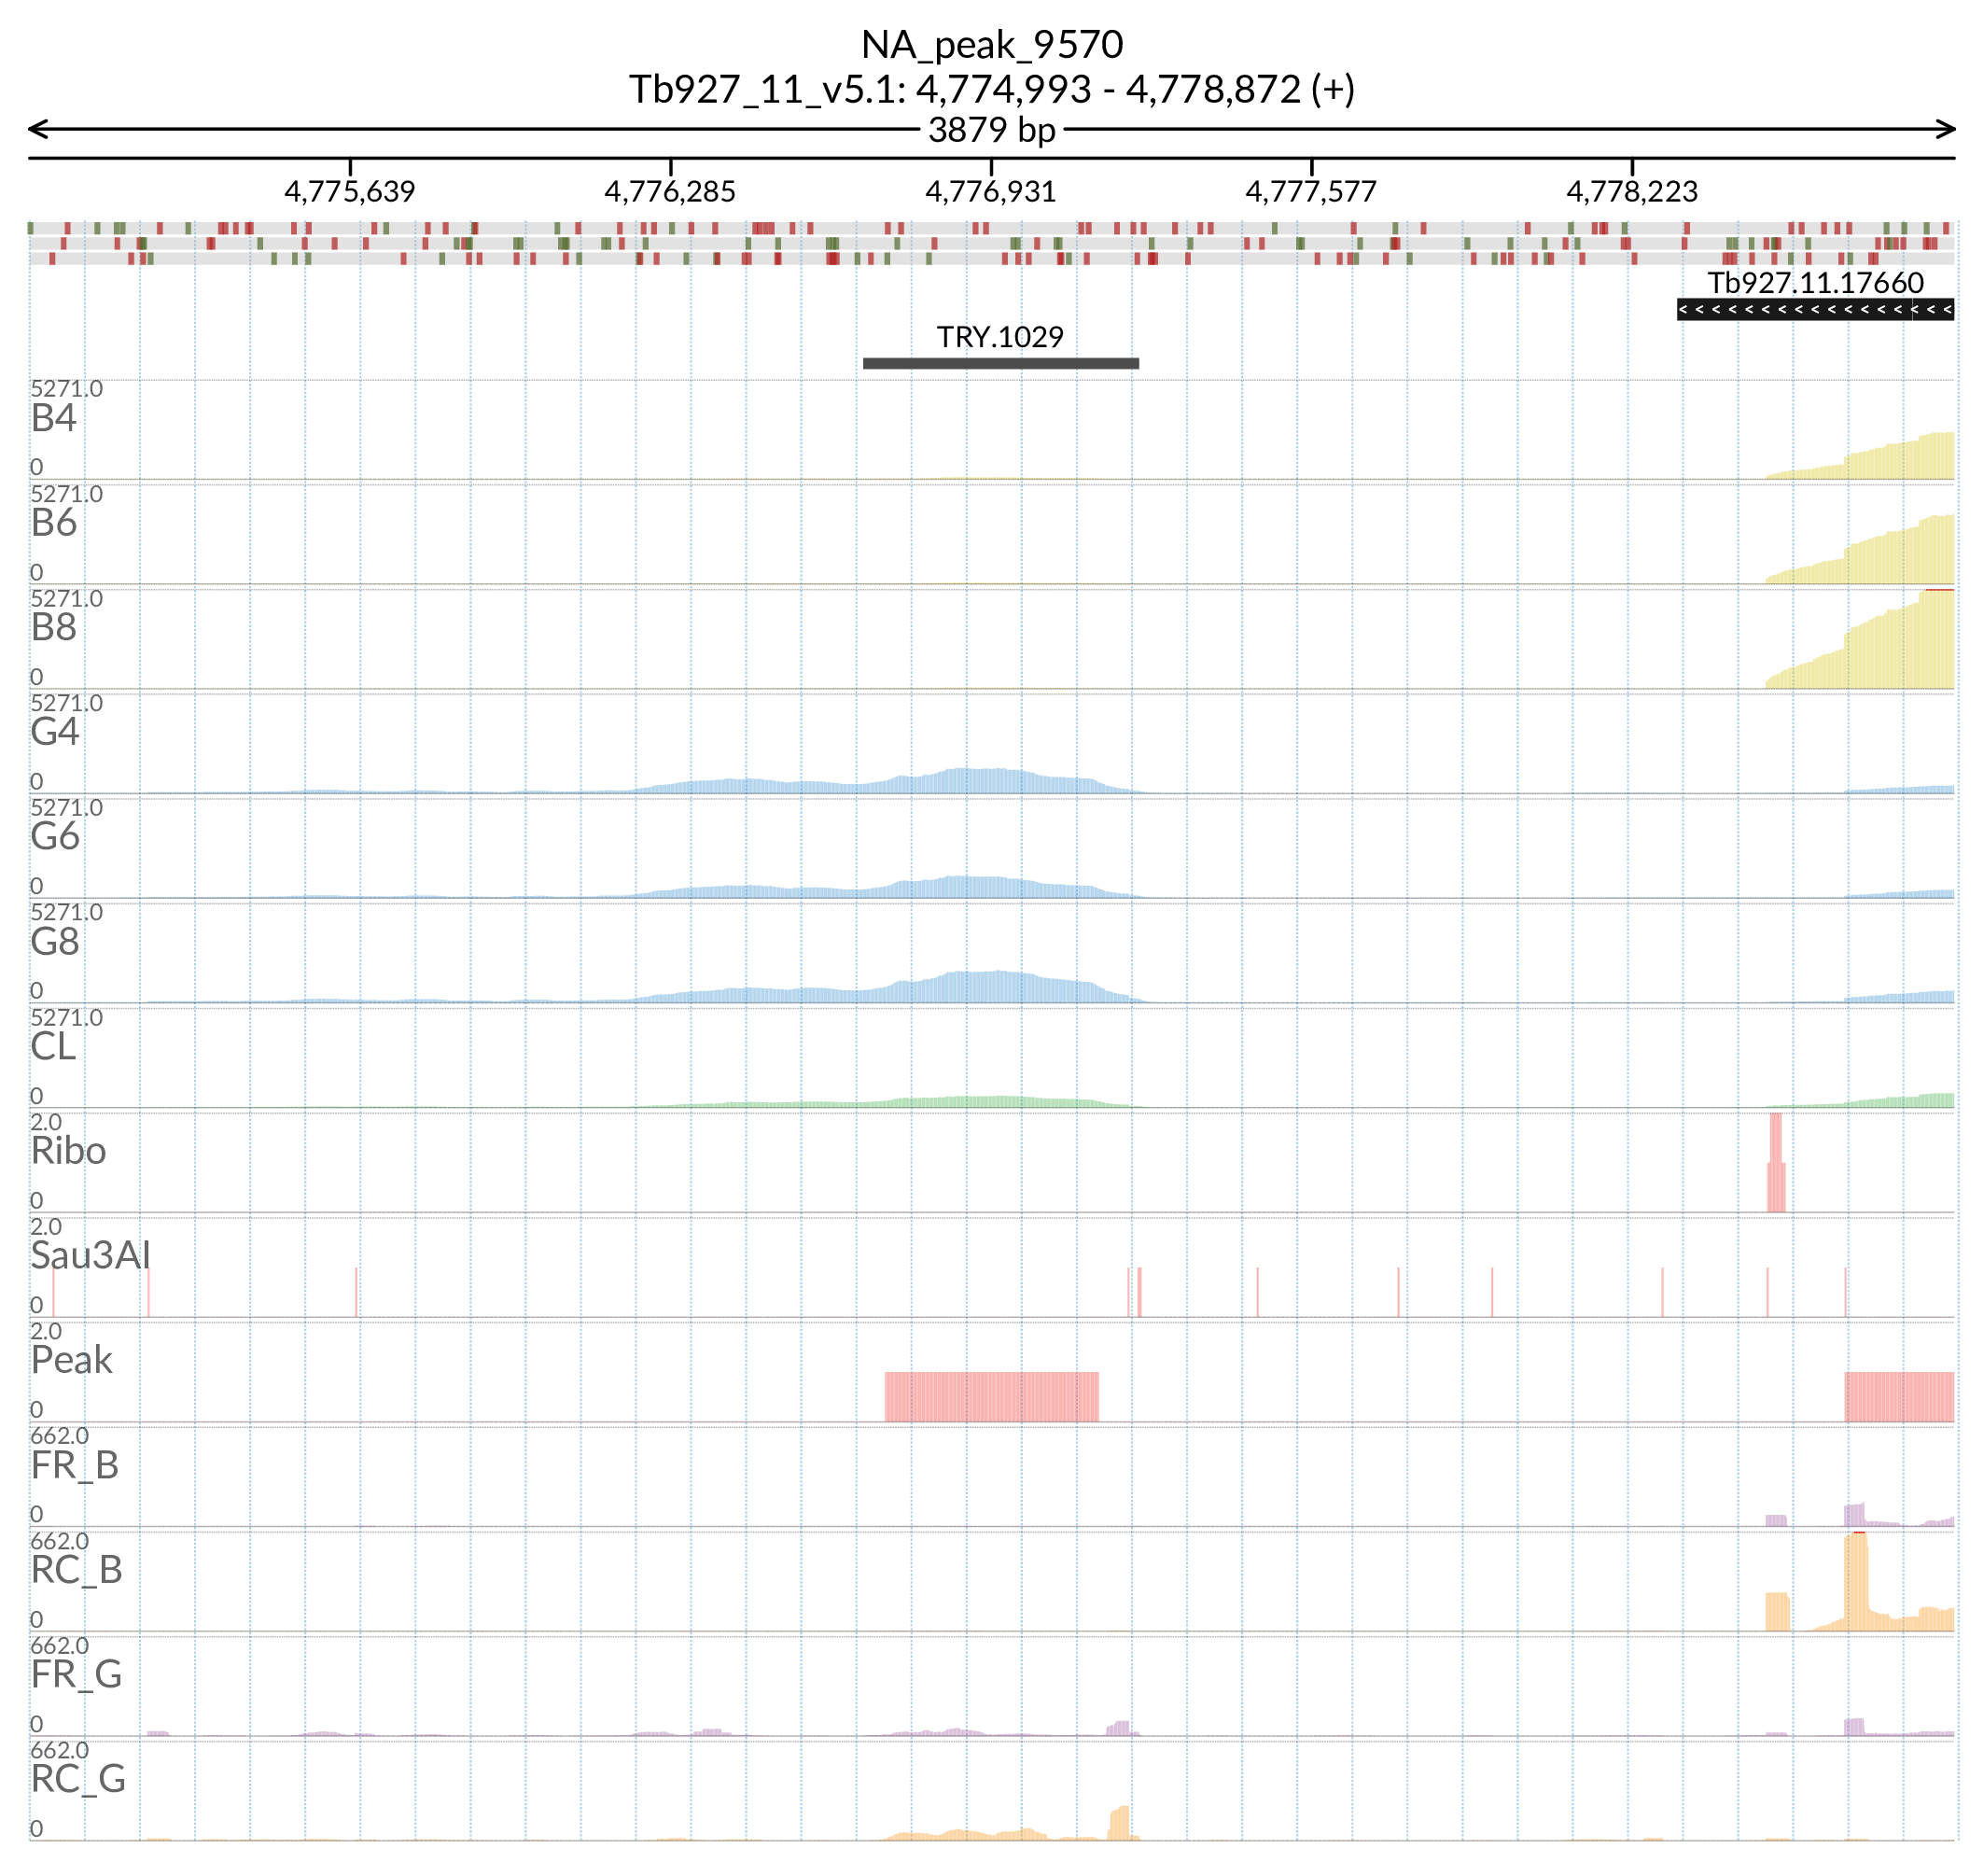 NA_peak_9570
Tb927_11_v5.1: 4,774,993 - 4,778,872 (+)
3879 bp
4,775,639 4,776,285 4,776,931 4,777,577 4,778,223
Tb927.11.17660
TRY.1029
5271.0
B4
0
5271.0
B6
0
5271.0
B8
0
5271.0
G4
0
5271.0
G6
0
5271.0
G8
0
5271.0
CL
0
2.0
Ribo
0
2.0
Sau3AI
0
2.0
Peak
0
662.0
FR_B
0
662.0
RC_B
0
662.0
FR_G
0
662.0
RC_G
0